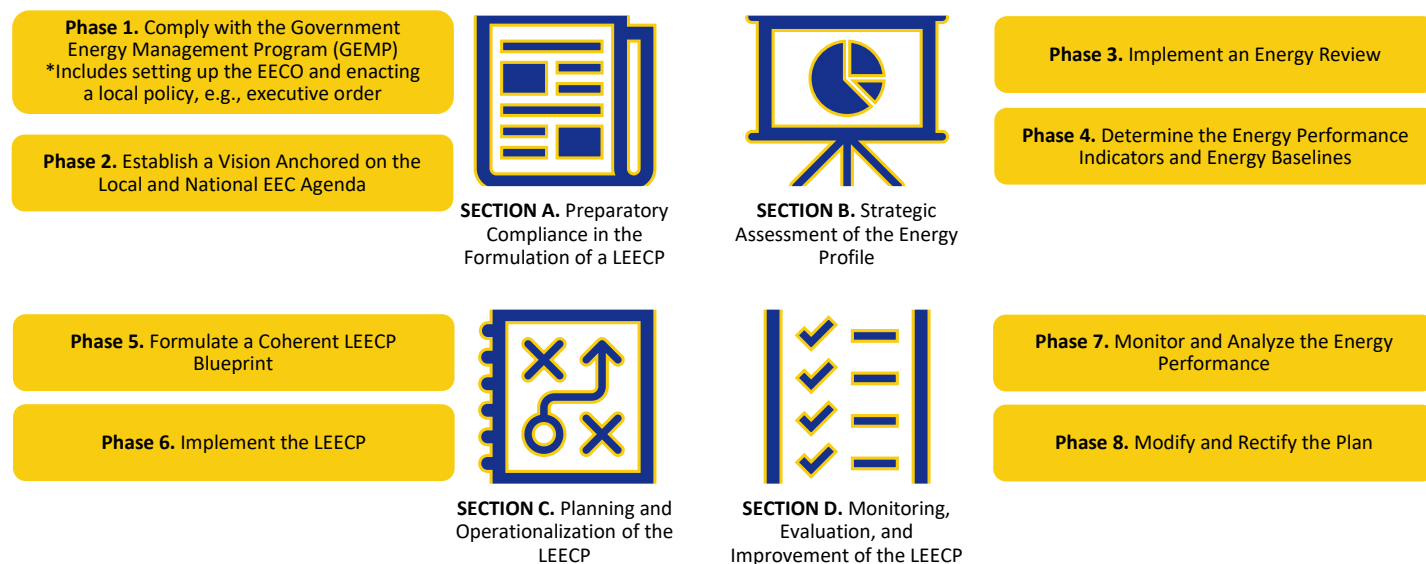 Phase 1. Comply with the Government
Energy Management Program (GEMP)
*Includes setting up the EECO and enacting
a local policy, e.g., executive order
Phase 2. Establish a Vision Anchored on the
Local and National EEC Agenda
SECTION A. Preparatory
Compliance in the
Formulation of a LEECP
SECTION B. Strategic
Assessment of the Energy
Profile
Phase 3. Implement an Energy Review
Phase 4. Determine the Energy Performance
Indicators and Energy Baselines
Phase 5. Formulate a Coherent LEECP
Blueprint
Phase 6. Implement the LEECP
SECTION C. Planning and
Operationalization of the
LEECP
SECTION D. Monitoring,
Evaluation, and
Improvement of the LEECP
Phase 7. Monitor and Analyze the Energy
Performance
Phase 8. Modify and Rectify the Plan